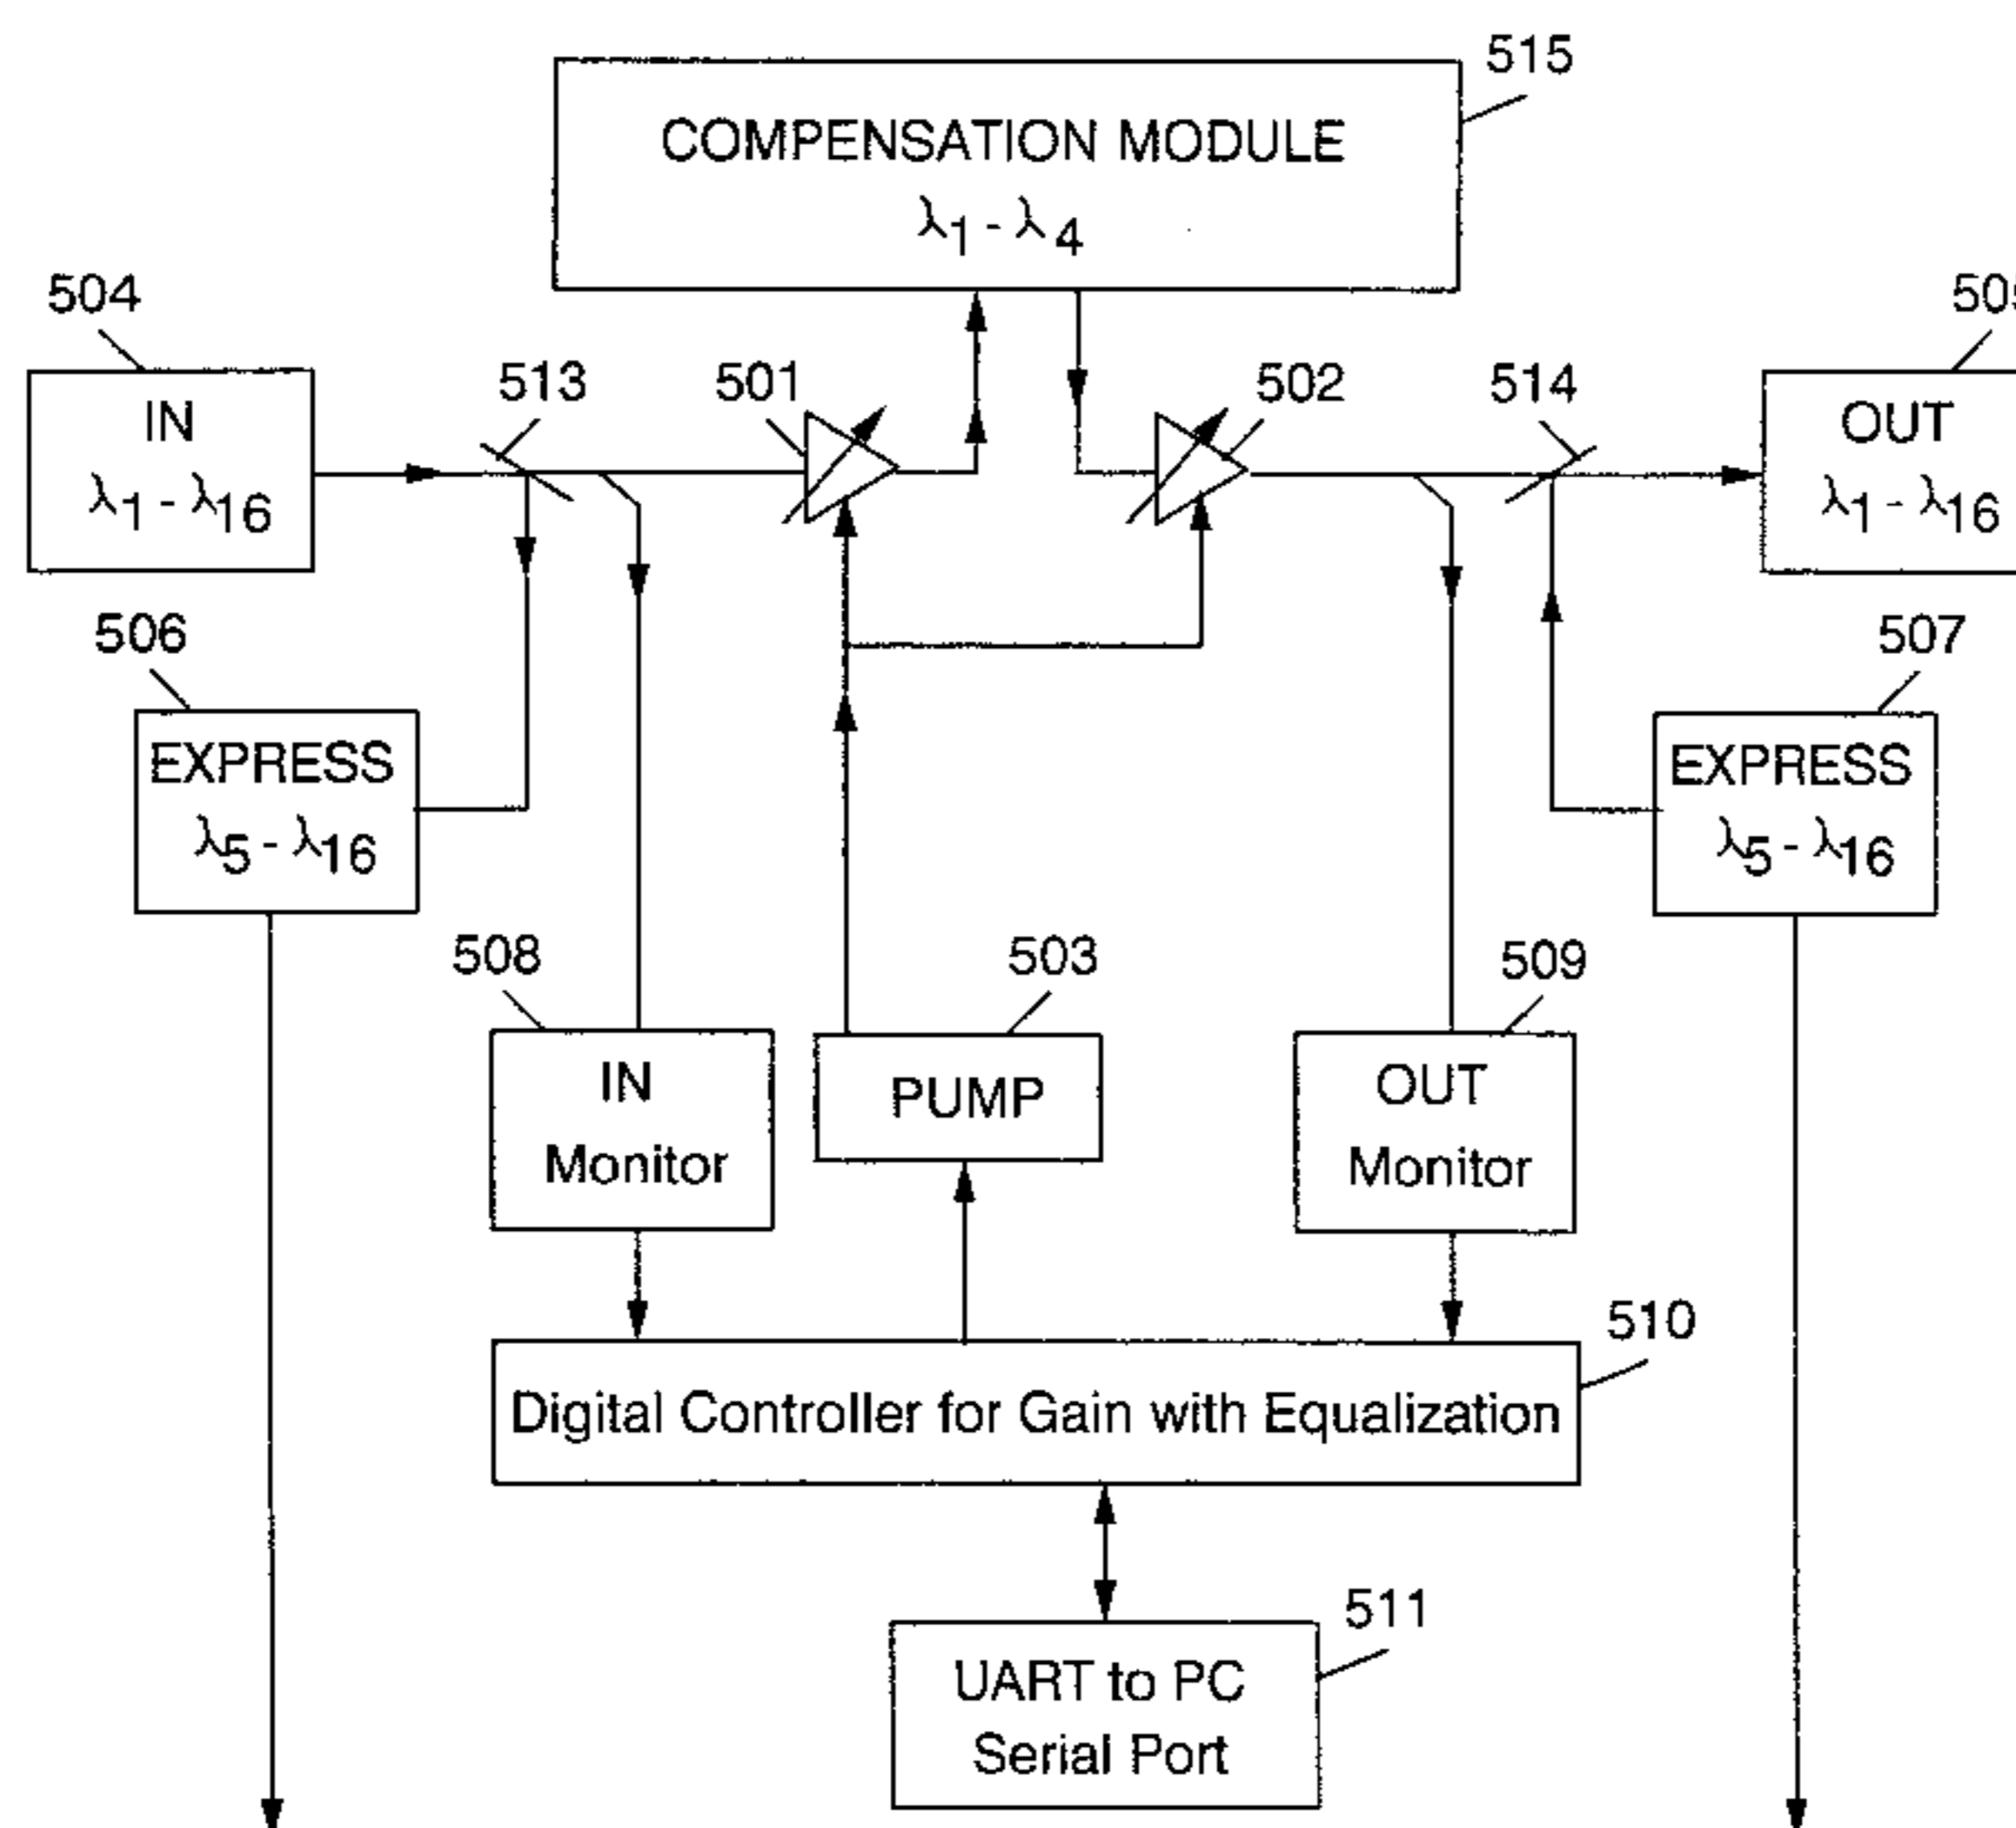 515
COMPENSATION MODULE
λ1 - λ4
504
IN
λ1 - λ16
513
501
502
514
OUT
λ1 - λ16
506
EXPRESS
λ5 - λ16
507
EXPRESS
λ5 - λ16
508
IN
Monitor
503
PUMP
509
OUT
Monitor
510
Digital Controller for Gain with Equalization
511
UART to PC
Serial Port